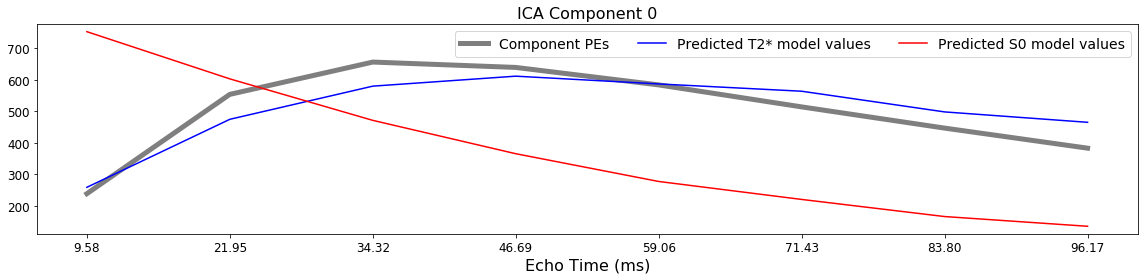 ICA Component 0
Component PEs Predicted T2* model values Predicted S0 model values
700
600
500
400
300
200
9.58 21.95 34.32 46.69 59.06 71.43 83.80 96.17
Echo Time (ms)